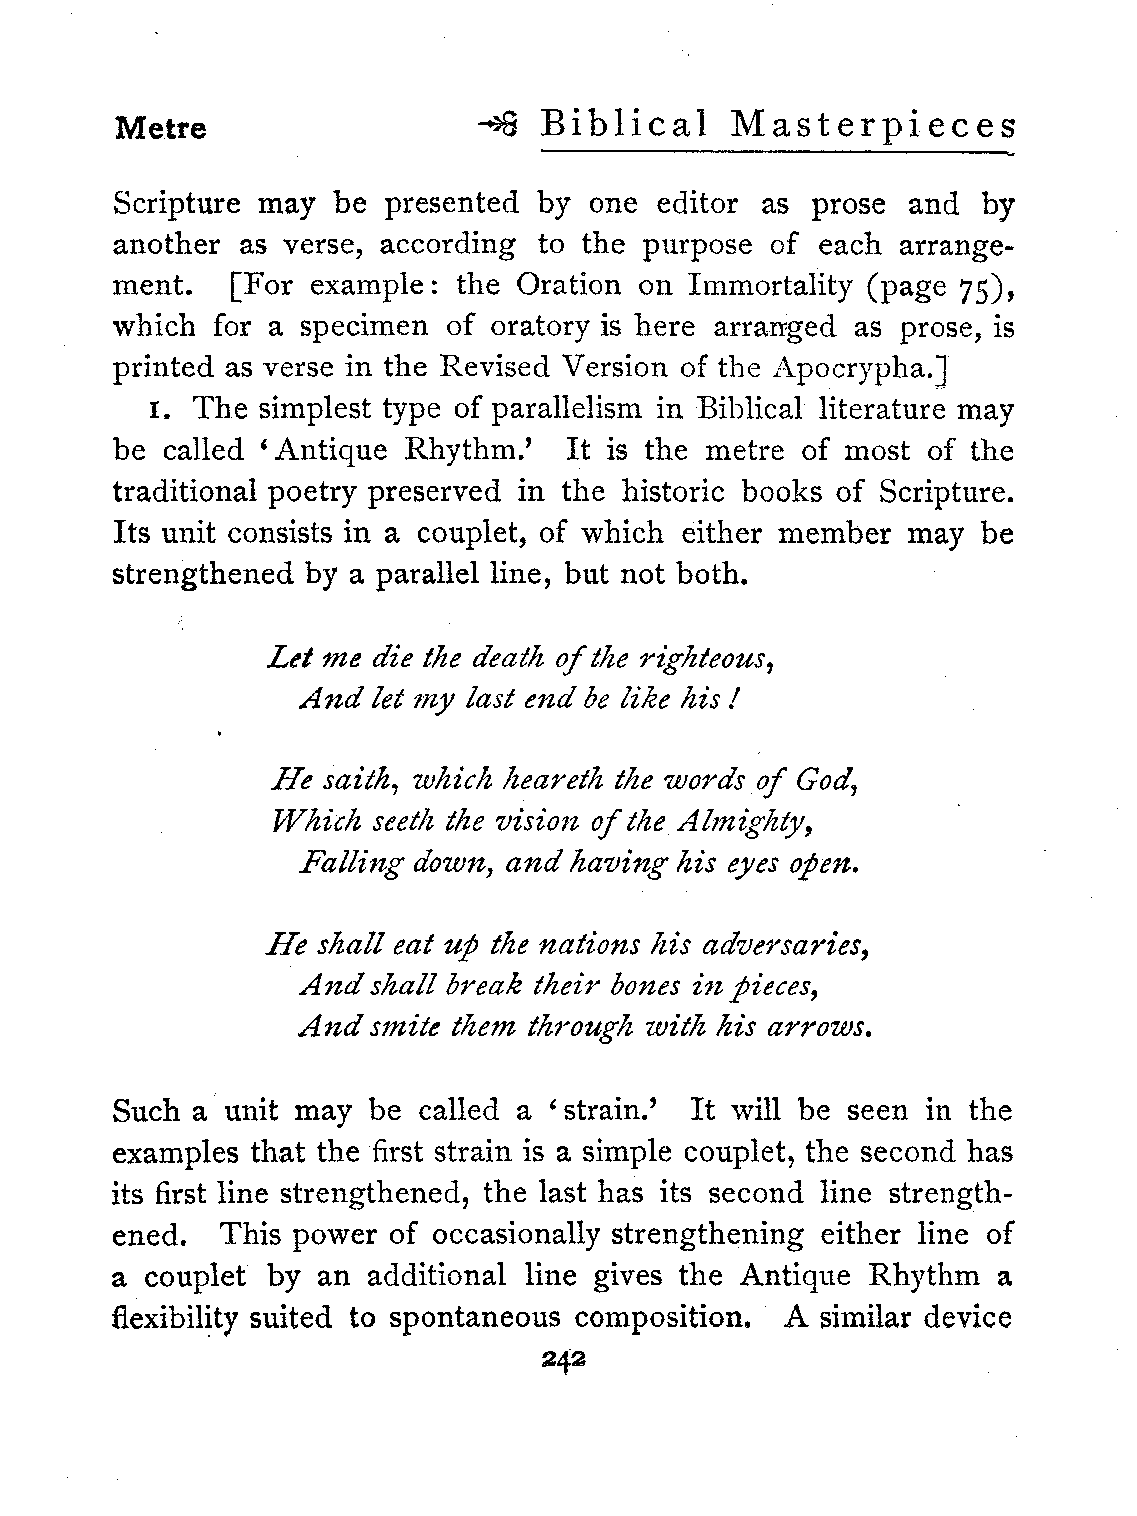 Metre
Biblical Masterpieces
Scripture may be presented by one editor as prose and by
another as verse, according to the purpose of each arrange-
ment. [For example: the Oration on Immortality (page 75),
which for a specimen of oratory is here arranged as prose, is
printed as verse in the Revised Version of the Apocrypha.]
1. The simplest type of parallelism in Biblical literature may
be called ‘Antique Rhythm.’ It is the metre of most of the
traditional poetry preserved in the historic books of Scripture.
Its unit consists in a couplet, of which either member may be
strengthened by a parallel line, but not both.
Let me die the death of the righteous,
And let my last end be like his!
He saith, which heareth the words of God,
Which seeth the vision of the Almighty,
Falling down, and having his eyes open.
He shall eat up the nations his adversaries,
And shall break their bones in pieces,
And smite them through with his arrows.
Such a unit may be called a ‘strain.’ It will be seen in the
examples that the first strain is a simple couplet, the second has
its first line strengthened, the last has its second line strength-
ened. This power of occasionally strengthening either line of
a couplet by an additional line gives the Antique Rhythm a
flexibility suited to spontaneous composition. A similar device
242